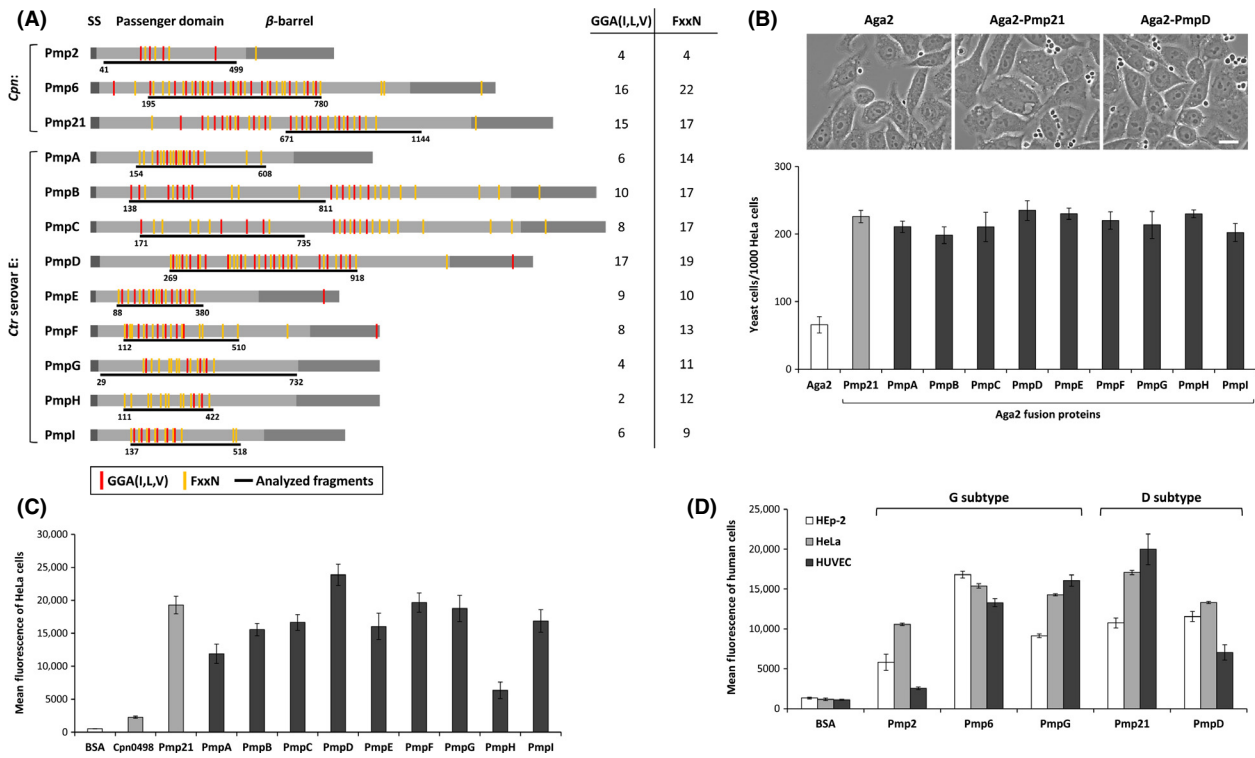 (A)
SS Passenger domain β-barrel GGA(I,L,V) FxxN
Cpn:
Pmp2 4 4
41 499
Pmp6 16 22
195 780
Pmp21 15 17
671 1144
Ctr serovar E:
PmpA 6 14
154 608
PmpB 10 17
138 811
PmpC 8 17
171 735
PmpD 17 19
269 918
PmpE 9 10
88 380
PmpF 8 13
112 510
PmpG 4 11
29 732
PmpH 2 12
111 422
PmpI 6 9
137 518
GGA(I,L,V) FxxN Analyzed fragments
(B)
Aga2 Aga2-Pmp21 Aga2-PmpD
Yeast cells/1000 HeLa cells
300
200
100
0
Aga2 Pmp21 PmpA PmpB PmpC PmpD PmpE PmpF PmpG PmpH PmpI
Aga2 fusion proteins
(C)
Mean fluorescence of HeLa cells
30,000
25,000
20,000
15,000
10,000
5000
0
BSA Cpn0498 Pmp21 PmpA PmpB PmpC PmpD PmpE PmpF PmpG PmpH PmpI
(D)
G subtype D subtype
HEp-2
HeLa
HUVEC
Mean fluorescence of human cells
25,000
20,000
15,000
10,000
5000
0
BSA Pmp2 Pmp6 PmpG Pmp21 PmpD